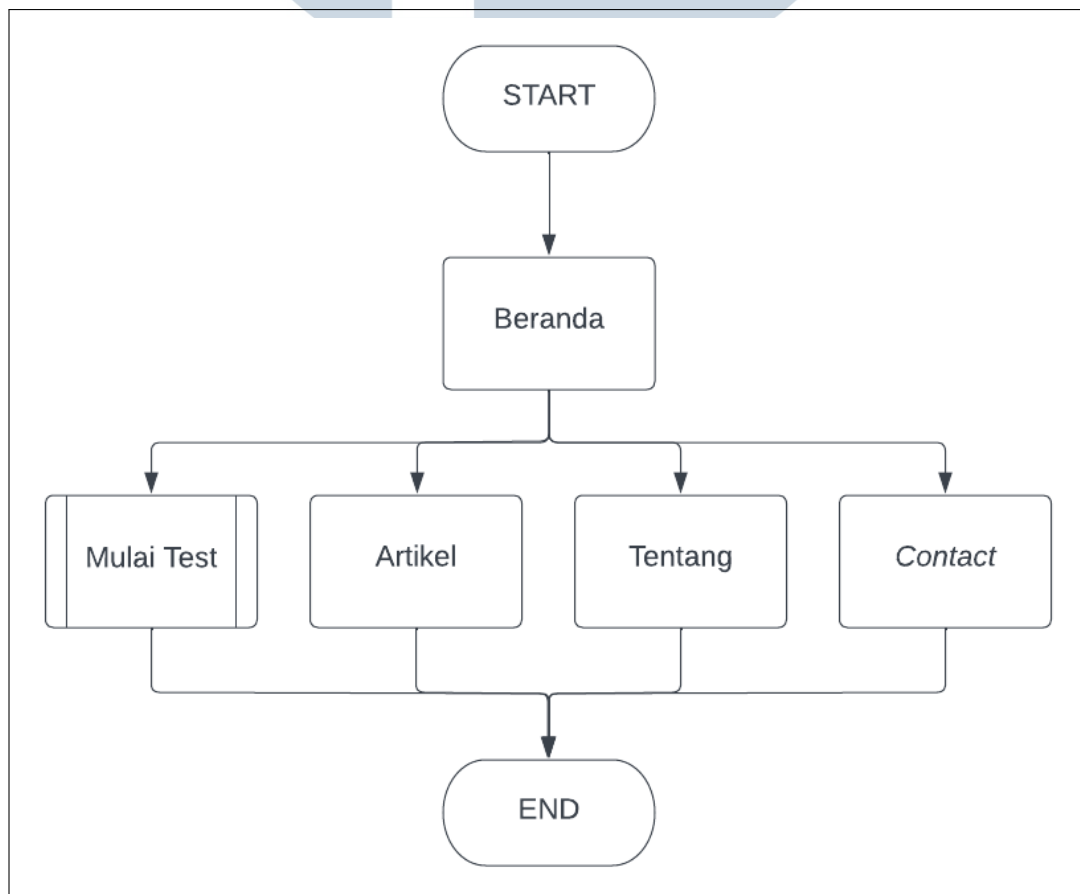 START
Beranda
Mulai Test
Artikel
Tentang
Contact
END